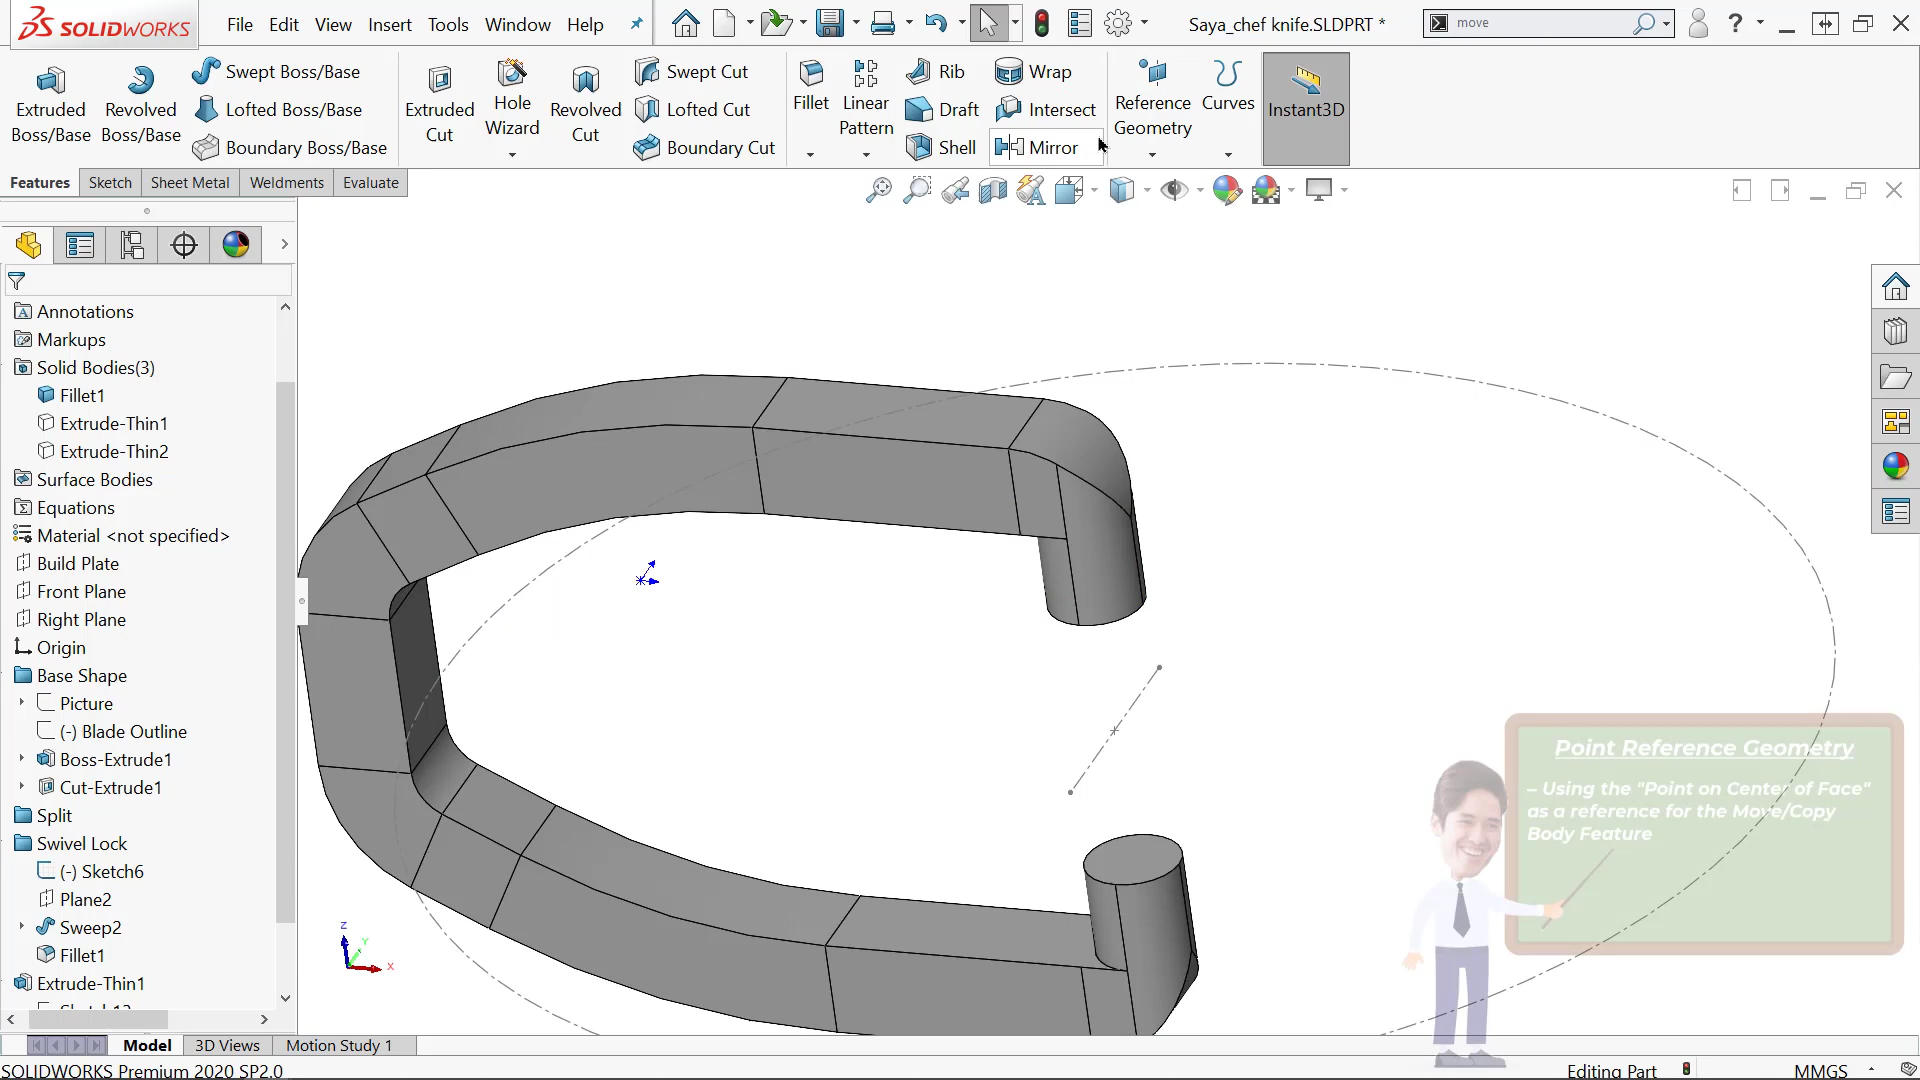 SOLIDWORKS
File
Edit
View
Insert
Tools
Window
Help
Saya_chef knife.SLDPRT *
move
?
Extruded
Boss/Base
Revolved
Boss/Base
Swept Boss/Base
Lofted Boss/Base
Boundary Boss/Base
Extruded
Cut
Hole
Wizard
Revolved
Cut
Swept Cut
Lofted Cut
Boundary Cut
Fillet
Linear
Pattern
Rib
Draft
Shell
Wrap
Intersect
Mirror
Reference
Geometry
Curves
Instant3D
Features
Sketch
Sheet Metal
Weldments
Evaluate
Annotations
Markups
Solid Bodies(3)
Fillet1
Extrude-Thin1
Extrude-Thin2
Surface Bodies
Equations
Material <not specified>
Build Plate
Front Plane
Right Plane
Origin
Base Shape
Picture
(-) Blade Outline
Boss-Extrude1
Cut-Extrude1
Split
Swivel Lock
(-) Sketch6
Plane2
Sweep2
Fillet1
Extrude-Thin1
Z
Y
X
Point Reference Geometry
– Using the "Point on Center of Face"
as a reference for the Move/Copy
Body Feature
Model
3D Views
Motion Study 1
SOLIDWORKS Premium 2020 SP2.0
Editing Part
MMGS